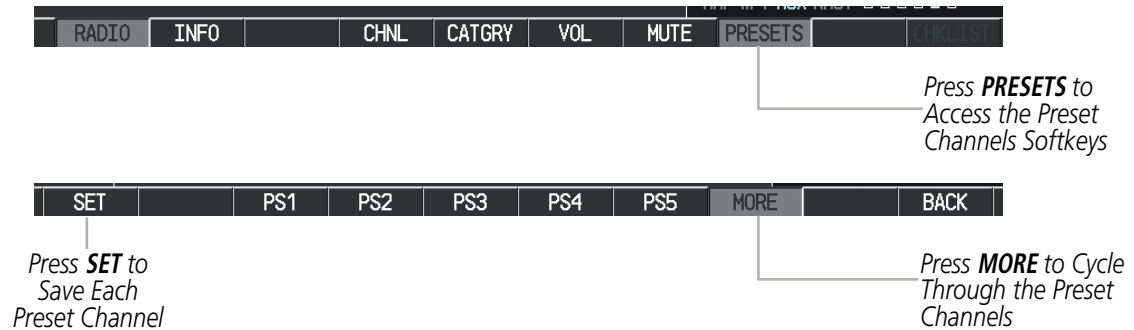 RADIO INFO CHNL CATGRY VOL MUTE PRESETS CHKLIST
Press PRESETS to
Access the Preset
Channels Softkeys
SET PS1 PS2 PS3 PS4 PS5 MORE BACK
Press SET to
Save Each
Preset Channel
Press MORE to Cycle
Through the Preset
Channels